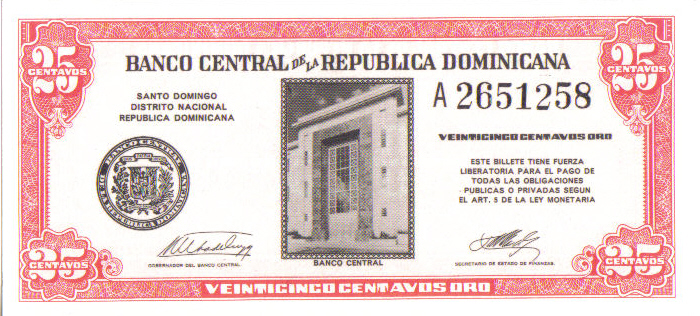 25
CENTAVOS
25
CENTAVOS
BANCO CENTRAL DE LA REPUBLICA DOMINICANA
SANTO DOMINGO
DISTRITO NACIONAL
REPUBLICA DOMINICANA
A 2651258
VEINTICINCO CENTAVOS ORO
ESTE BILLETE TIENE FUERZA
LIBERATORIA PARA EL PAGO DE
TODAS LAS OBLIGACIONES
PUBLICAS O PRIVADAS SEGUN
EL ART. 5 DE LA LEY MONETARIA
BANCO CENTRAL
GOBERNADOR DEL BANCO CENTRAL
BANCO CENTRAL
SECRETARIO DE ESTADO DE FINANZAS.
25
CENTAVOS
25
CENTAVOS
VEINTICINCO CENTAVOS ORO